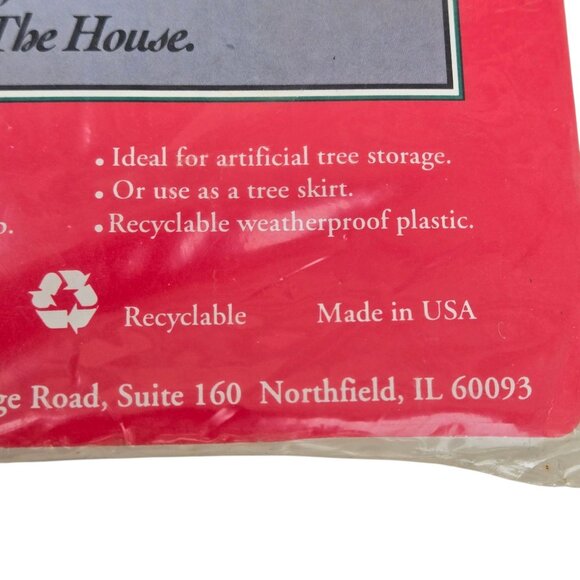 The House.
• Ideal for artificial tree storage.
• Or use as a tree skirt.
• Recyclable weatherproof plastic.
Recyclable Made in USA
Road, Suite 160 Northfield, IL 60093